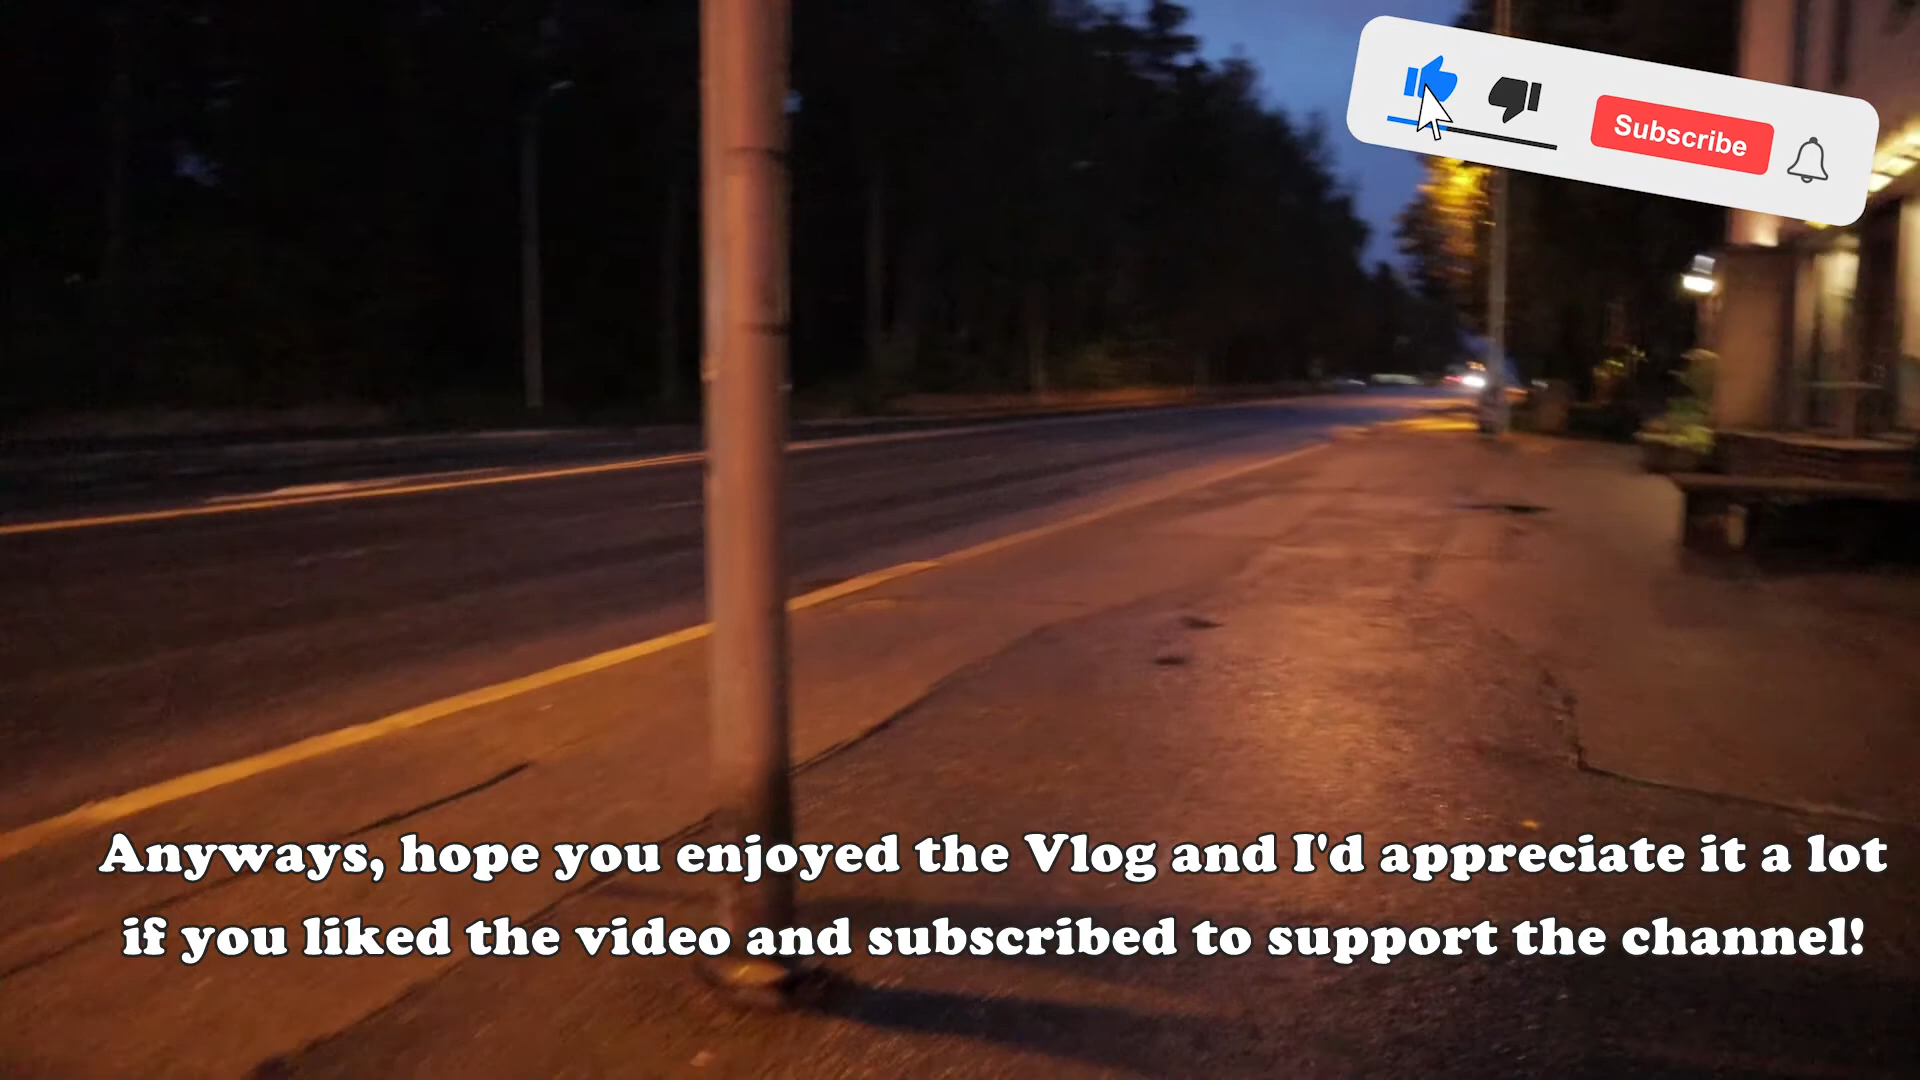 Subscribe
Anyways, hope you enjoyed the Vlog and I'd appreciate it a lot
if you liked the video and subscribed to support the channel!